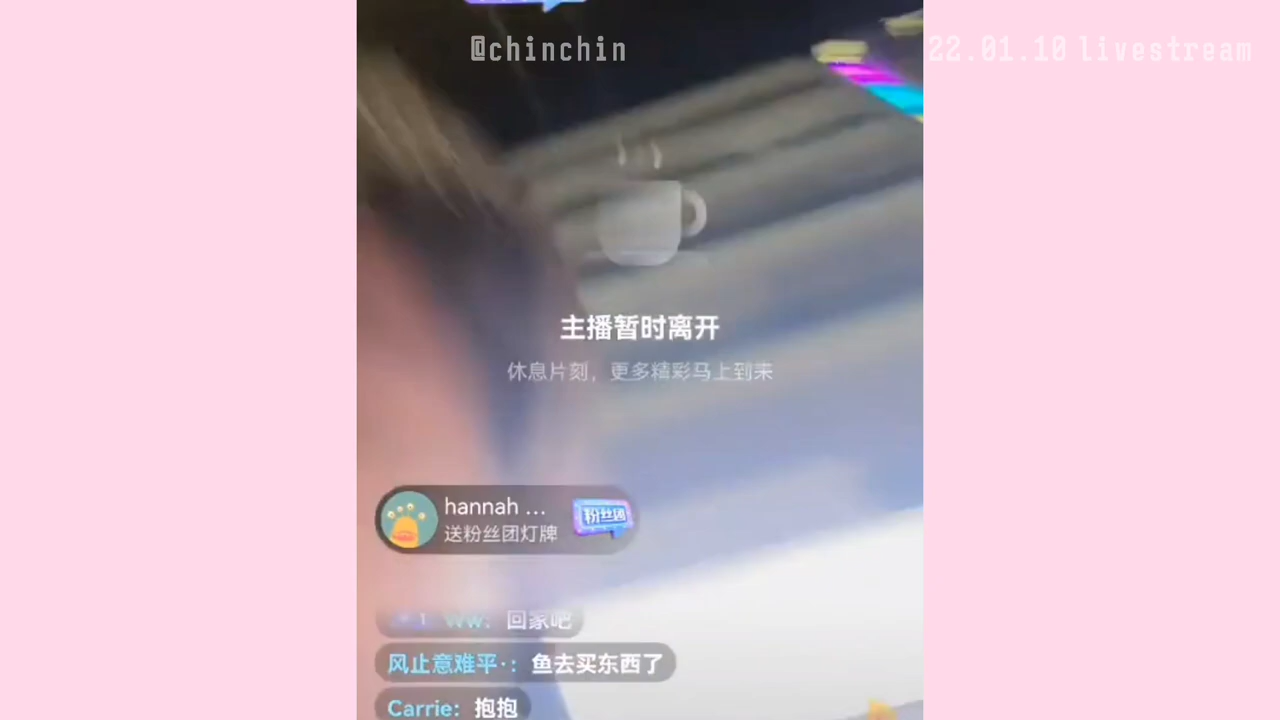 @chinchin
22.01.10 livestream
主播暂时离开
休息片刻，更多精彩马上到来
hannah ...
送粉丝团灯牌
粉丝团
1 ww： 回家吧
风止意难平·： 鱼去买东西了
Carrie： 抱抱